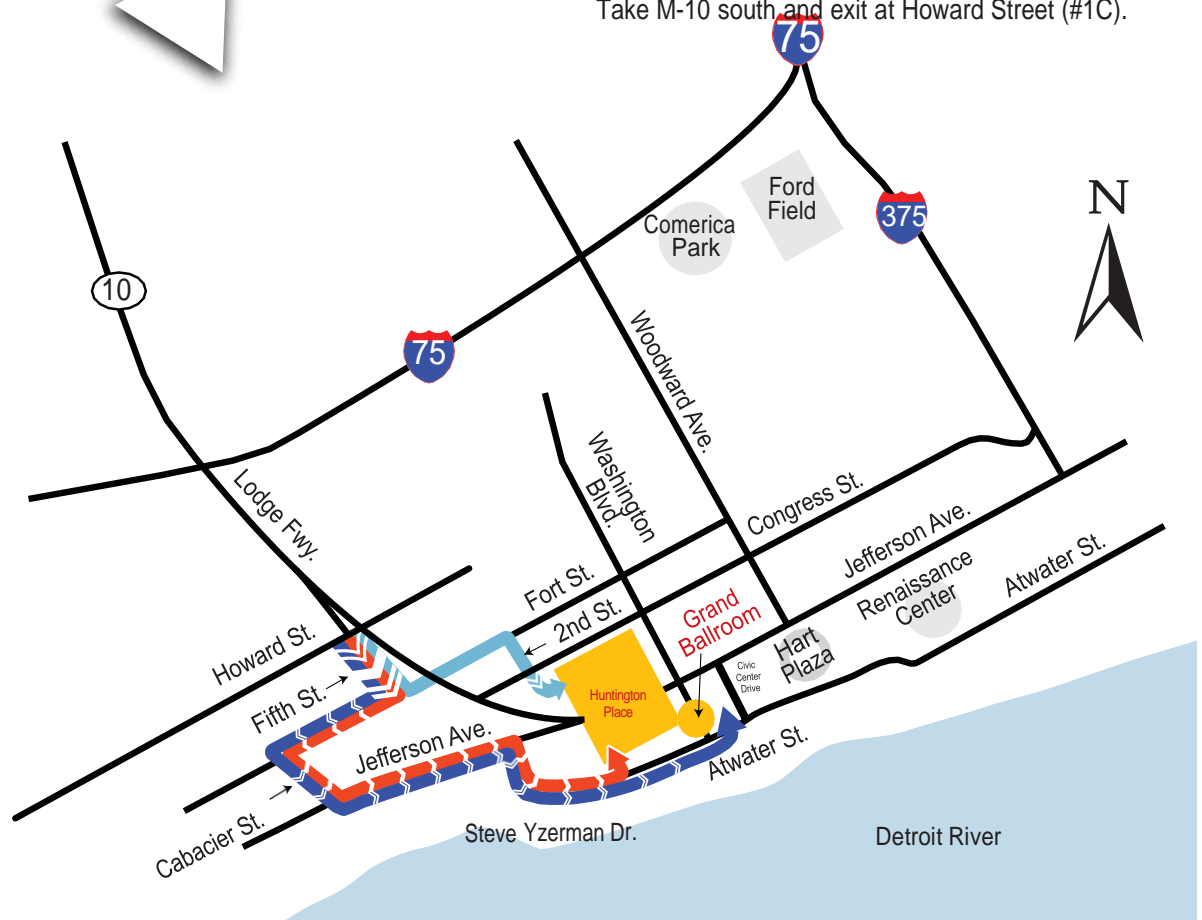 Take M-10 south and exit at Howard Street (#1C).
75
Ford
Field
Comerica
Park
375
N
10
75
Woodward Ave.
Washington
Blvd.
Lodge Fwy.
Congress St.
Jefferson Ave.
Renaissance
Center
Atwater St.
Fort St.
2nd St.
Grand
Ballroom
Howard St.
Hart
Plaza
Civic
Center
Drive
Fifth St.
Huntington
Place
Jefferson Ave.
Atwater St.
Cabacier St.
Steve Yzerman Dr.
Detroit River